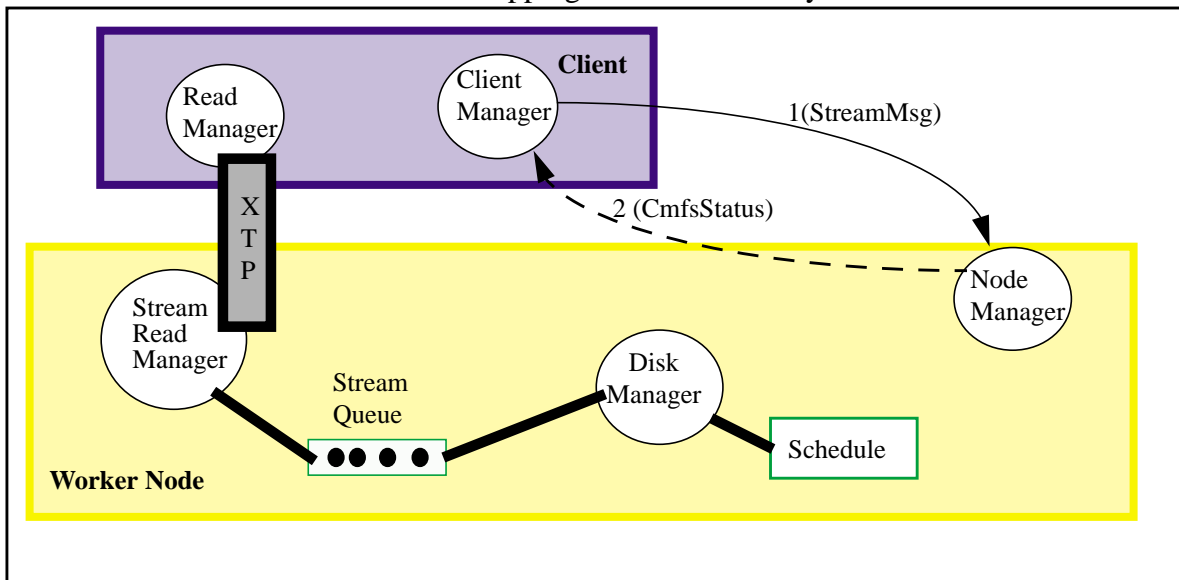 Client
Read
Manager
Client
Manager
1(StreamMsg)
X
T
P
2 (CmfsStatus)
Node
Manager
Stream
Read
Manager
Disk
Manager
Stream
Queue
Schedule
Worker Node